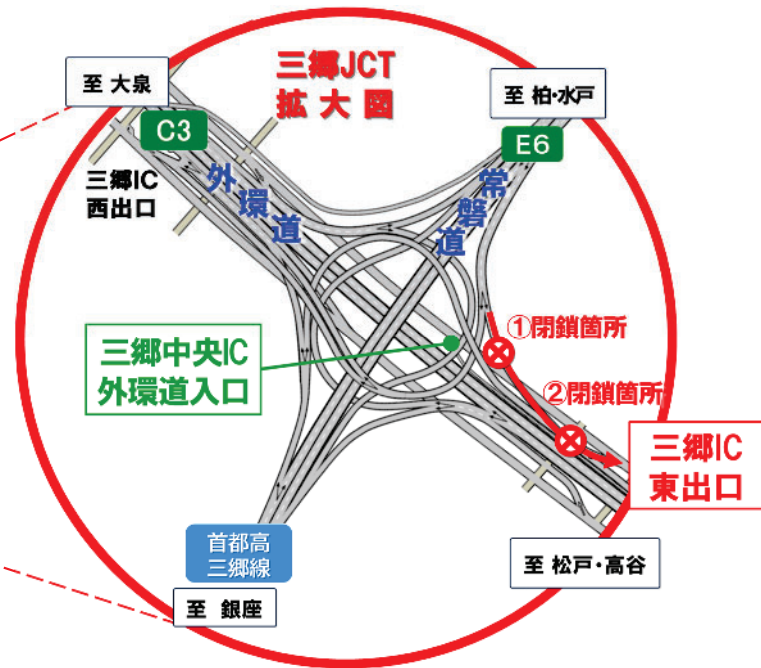 三郷JCT
拡大図
至 大泉
至 柏・水戸
C3
E6
三郷IC
西出口
外環道
常磐道
①閉鎖箇所
三郷中央IC
外環道入口
②閉鎖箇所
三郷IC
東出口
首都高
三郷線
至 松戸・高谷
至 銀座